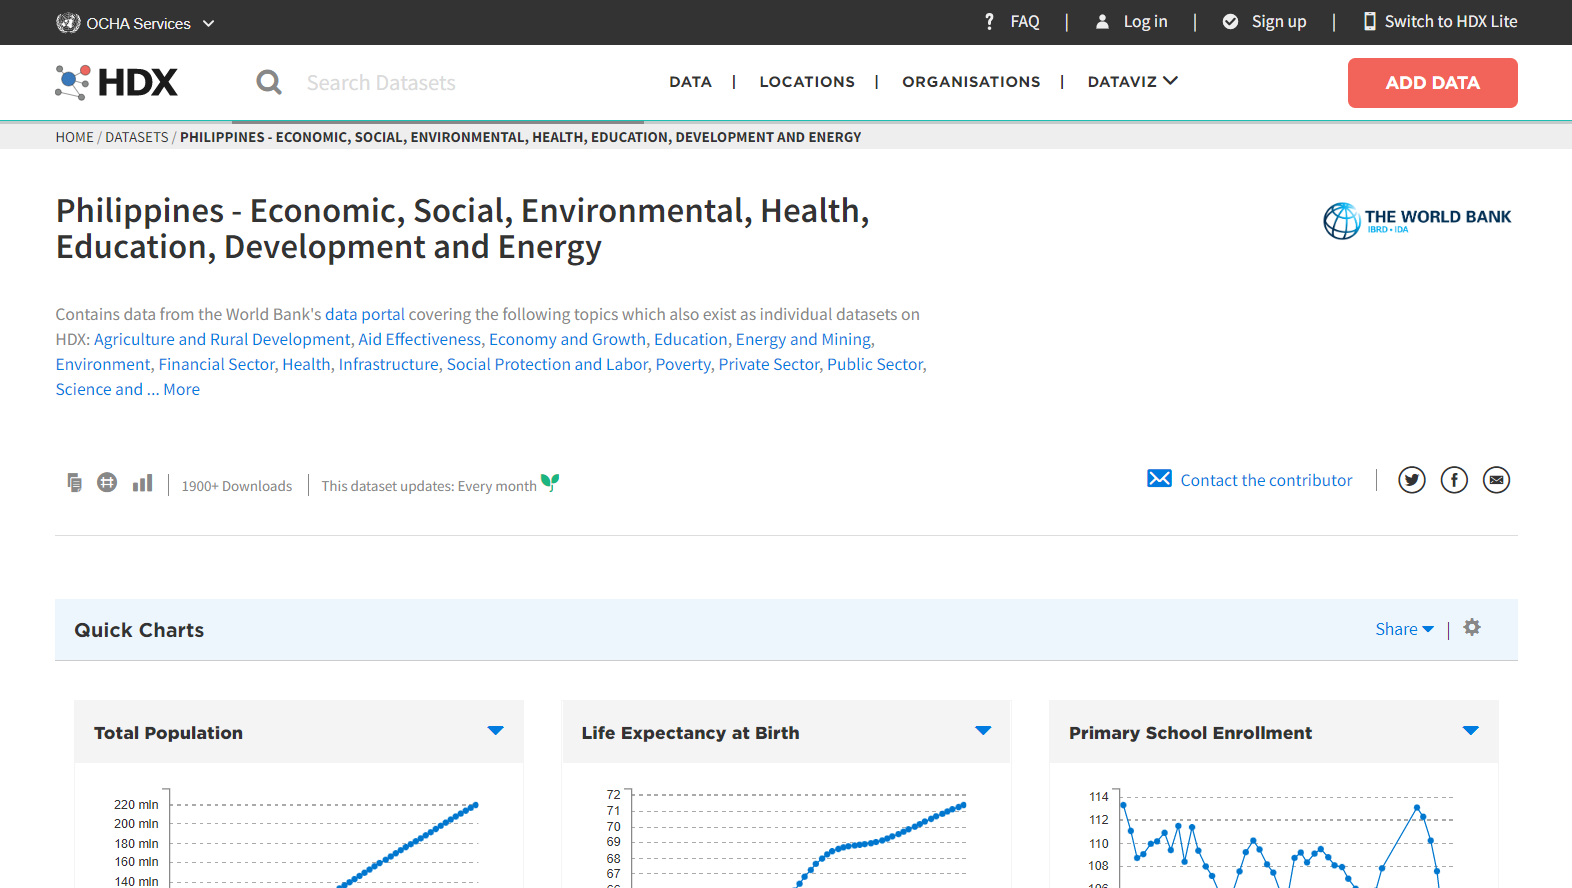 OCHA Services
FAQ | Log in | Sign up | Switch to HDX Lite
HDX
Search Datasets
DATA | LOCATIONS | ORGANISATIONS | DATAVIZ
ADD DATA
HOME / DATASETS / PHILIPPINES - ECONOMIC, SOCIAL, ENVIRONMENTAL, HEALTH, EDUCATION, DEVELOPMENT AND ENERGY
Philippines - Economic, Social, Environmental, Health,
Education, Development and Energy
THE WORLD BANK
IBRD • IDA
Contains data from the World Bank's data portal covering the following topics which also exist as individual datasets on
HDX: Agriculture and Rural Development, Aid Effectiveness, Economy and Growth, Education, Energy and Mining,
Environment, Financial Sector, Health, Infrastructure, Social Protection and Labor, Poverty, Private Sector, Public Sector,
Science and ... More
1900+ Downloads | This dataset updates: Every month
Contact the contributor
Quick Charts
Share
Total Population
220 mln
200 mln
180 mln
160 mln
140 mln
Life Expectancy at Birth
72
71
70
69
68
67
66
Primary School Enrollment
114
112
110
108
106